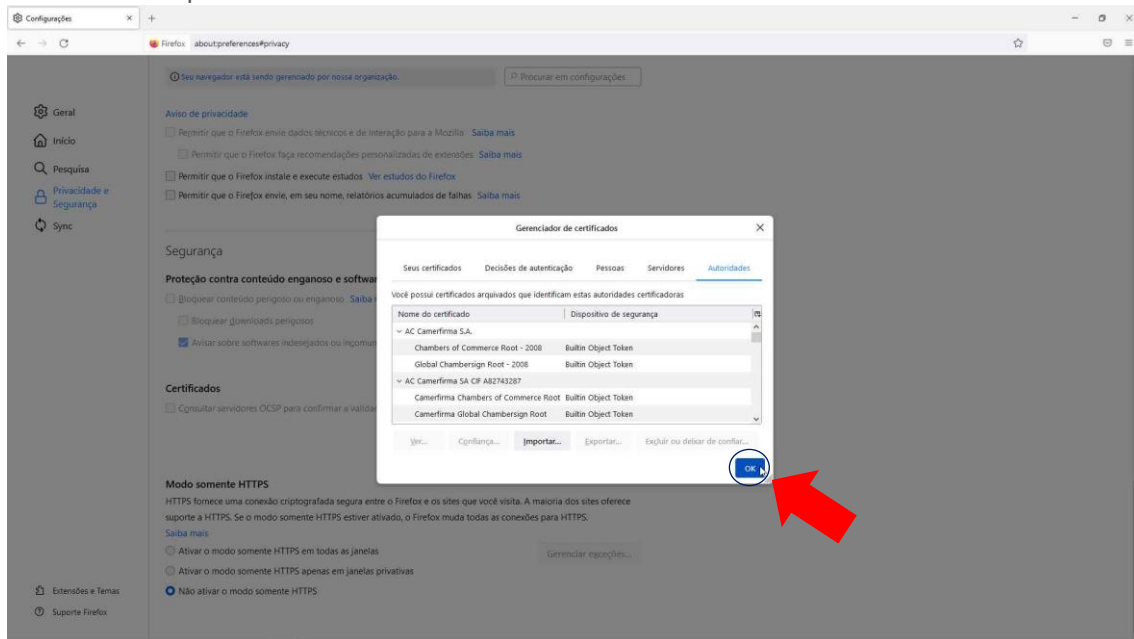 Configurações
Firefox about:preferences#privacy
Seu navegador está sendo gerenciado por nossa organização.
Procurar em configurações
Geral
Início
Pesquisa
Privacidade e
Segurança
Sync
Extensões e Temas
Suporte Firefox
Aviso de privacidade
Permitir que o Firefox envie dados técnicos e de interação para a Mozilla Saiba mais
Permitir que o Firefox faça recomendações personalizadas de extensões Saiba mais
Permitir que o Firefox instale e execute estudos Ver estudos do Firefox
Permitir que o Firefox envie, em seu nome, relatórios acumulados de falhas Saiba mais
Segurança
Proteção contra conteúdo enganoso e softwar
Bloquear conteúdo perigoso ou enganoso Saiba
Bloquear downloads perigosos
Avisar sobre softwares indesejados ou incomun
Certificados
Consultar servidores OCSP para confirmar a valida
Modo somente HTTPS
HTTPS fornece uma conexão criptografada segura entre o Firefox e os sites que você visita. A maioria dos sites oferece
suporte a HTTPS. Se o modo somente HTTPS estiver ativado, o Firefox muda todas as conexões para HTTPS.
Saiba mais
Ativar o modo somente HTTPS em todas as janelas
Gerenciar exceções...
Ativar o modo somente HTTPS apenas em janelas privativas
Não ativar o modo somente HTTPS
Gerenciador de certificados
Seus certificados Decisões de autenticação Pessoas Servidores Autoridades
Você possui certificados arquivados que identificam estas autoridades certificadoras
Nome do certificado Dispositivo de segurança
AC Camerfirma S.A.
Chambers of Commerce Root - 2008 Builtin Object Token
Global Chambersign Root - 2008 Builtin Object Token
AC Camerfirma SA CIF A82743287
Camerfirma Chambers of Commerce Root Builtin Object Token
Camerfirma Global Chambersign Root Builtin Object Token
Ver... Confiança... Importar... Exportar... Excluir ou deixar de confiar...
OK